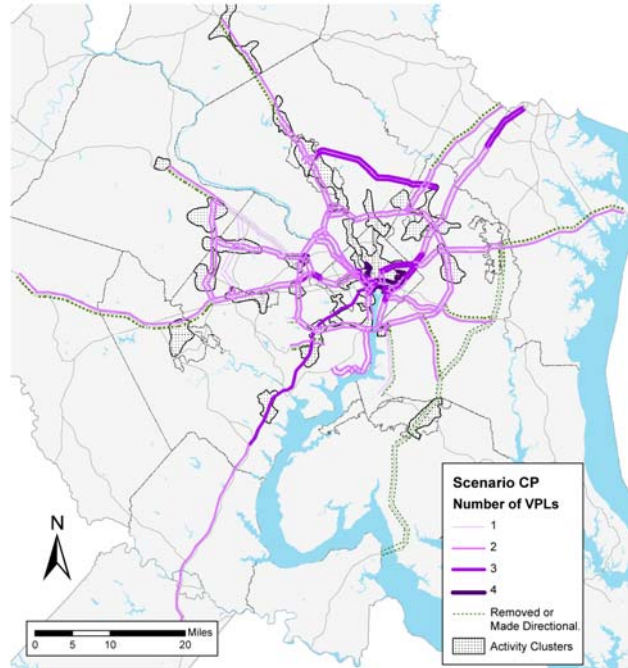 N
Miles
0 5 10 20
Scenario CP
Number of VPLs
1
2
3
4
Removed or
Made Directional.
Activity Clusters